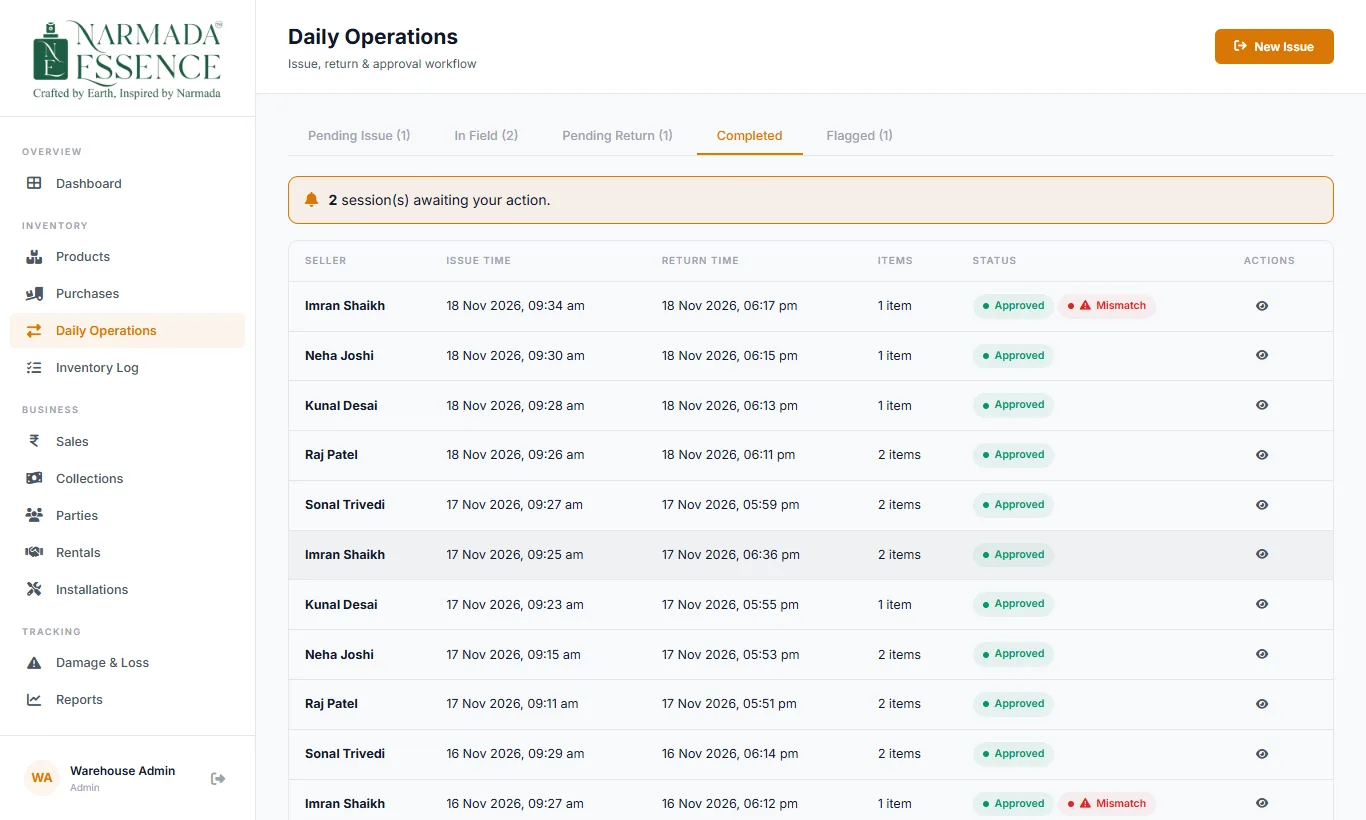 NARMADA
ESSENCE
NE
Crafted by Earth, Inspired by Narmada
OVERVIEW
Dashboard
INVENTORY
Products
Purchases
Daily Operations
Inventory Log
BUSINESS
Sales
Collections
Parties
Rentals
Installations
TRACKING
Damage & Loss
Reports
WA
Warehouse Admin
Admin
Daily Operations
Issue, return & approval workflow
New Issue
Pending Issue (1) In Field (2) Pending Return (1) Completed Flagged (1)
2 session(s) awaiting your action.
SELLER ISSUE TIME RETURN TIME ITEMS STATUS ACTIONS
Imran Shaikh 18 Nov 2026, 09:34 am 18 Nov 2026, 06:17 pm 1 item Approved Mismatch
Neha Joshi 18 Nov 2026, 09:30 am 18 Nov 2026, 06:15 pm 1 item Approved
Kunal Desai 18 Nov 2026, 09:28 am 18 Nov 2026, 06:13 pm 1 item Approved
Raj Patel 18 Nov 2026, 09:26 am 18 Nov 2026, 06:11 pm 2 items Approved
Sonal Trivedi 17 Nov 2026, 09:27 am 17 Nov 2026, 05:59 pm 2 items Approved
Imran Shaikh 17 Nov 2026, 09:25 am 17 Nov 2026, 06:36 pm 2 items Approved
Kunal Desai 17 Nov 2026, 09:23 am 17 Nov 2026, 05:55 pm 1 item Approved
Neha Joshi 17 Nov 2026, 09:15 am 17 Nov 2026, 05:53 pm 2 items Approved
Raj Patel 17 Nov 2026, 09:11 am 17 Nov 2026, 05:51 pm 2 items Approved
Sonal Trivedi 16 Nov 2026, 09:29 am 16 Nov 2026, 06:14 pm 2 items Approved
Imran Shaikh 16 Nov 2026, 09:27 am 16 Nov 2026, 06:12 pm 1 item Approved Mismatch